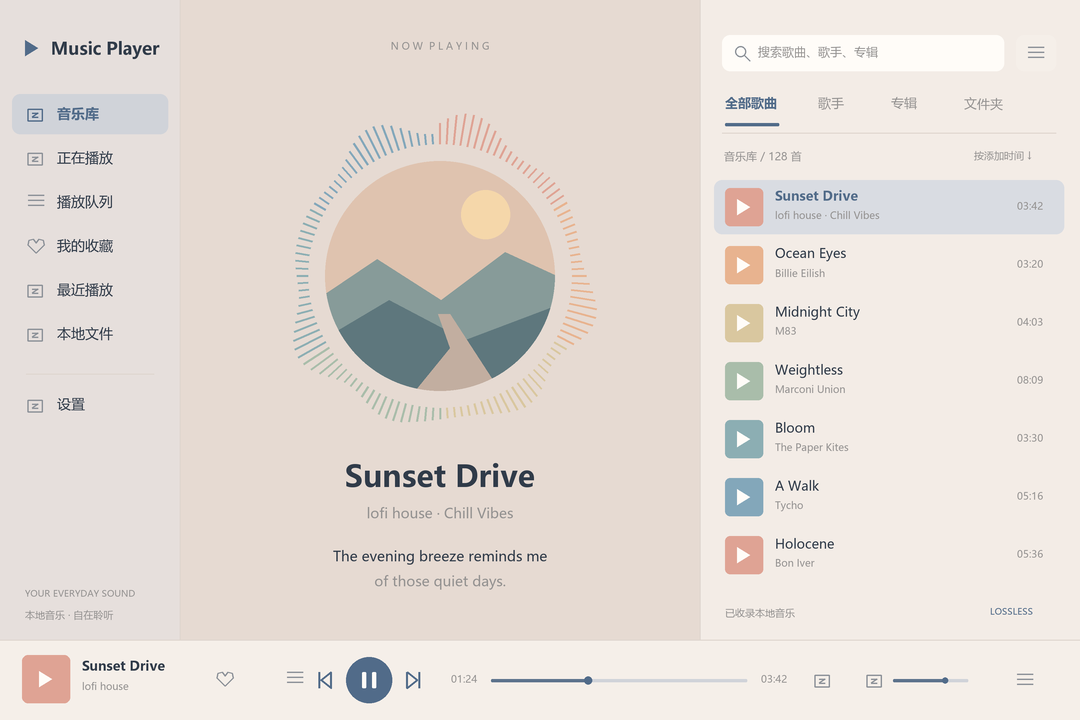 Music Player
音乐库
正在播放
播放队列
我的收藏
最近播放
本地文件
设置
YOUR EVERYDAY SOUND
本地音乐 · 自在聆听
NOW PLAYING
Sunset Drive
lofi house · Chill Vibes
The evening breeze reminds me
of those quiet days.
搜索歌曲、歌手、专辑
全部歌曲 歌手 专辑 文件夹
音乐库 / 128 首 按添加时间 ↓
Sunset Drive
lofi house · Chill Vibes
03:42
Ocean Eyes
Billie Eilish
03:20
Midnight City
M83
04:03
Weightless
Marconi Union
08:09
Bloom
The Paper Kites
03:30
A Walk
Tycho
05:16
Holocene
Bon Iver
05:36
已收录本地音乐 LOSSLESS
Sunset Drive
lofi house
01:24 03:42